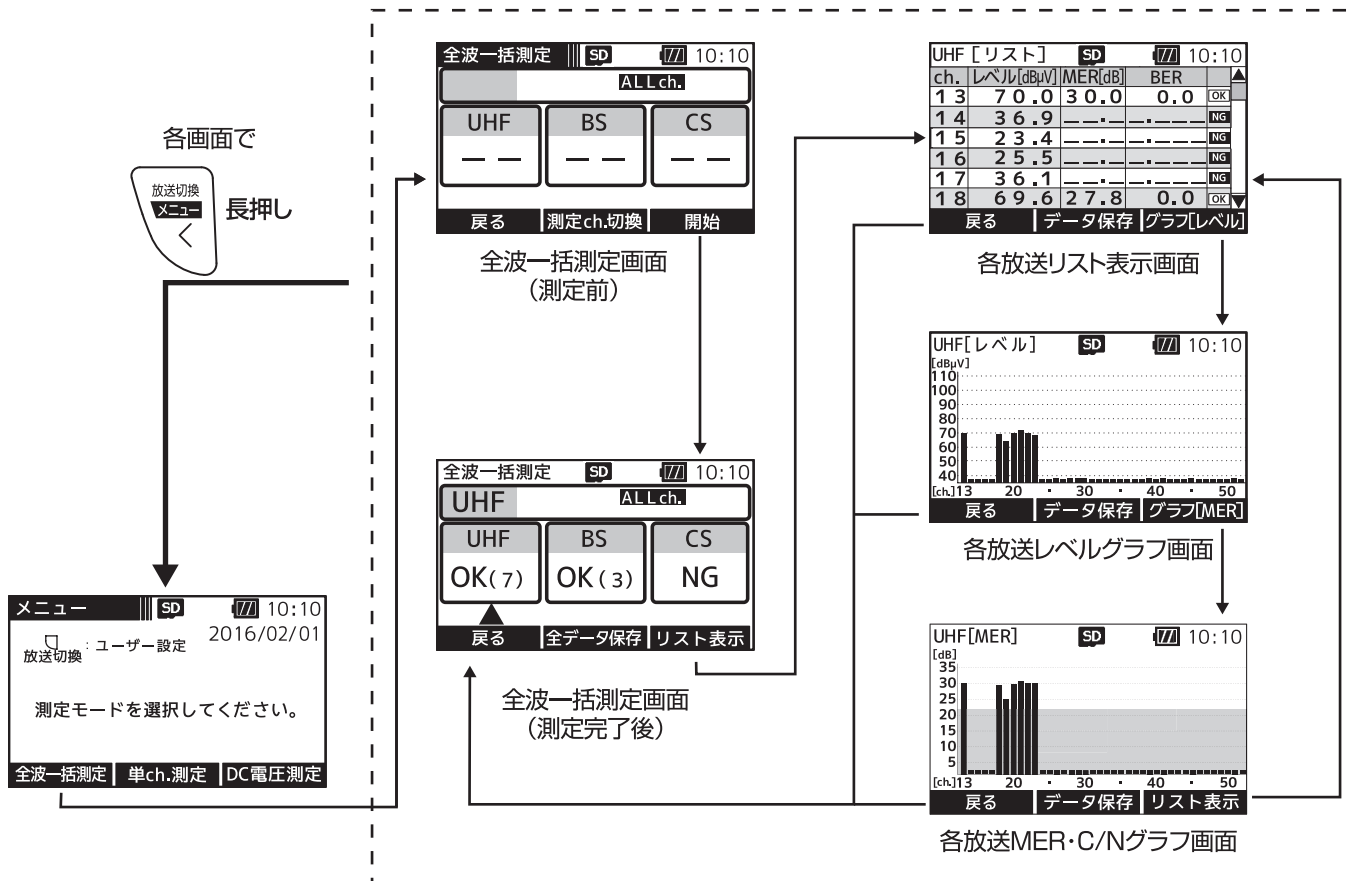 各画面で
放送切換
メニュー
長押し
メニュー SD 10:10
2016/02/01
放送切換 : ユーザー設定
測定モードを選択してください。
全波一括測定 単ch.測定 DC電圧測定
全波一括測定 SD 10:10
ALLch.
UHF BS CS
-- -- --
戻る 測定ch.切換 開始
全波一括測定画面
(測定前)
全波一括測定 SD 10:10
UHF ALLch.
UHF BS CS
OK(7) OK(3) NG
戻る 全データ保存 リスト表示
全波一括測定画面
(測定完了後)
UHF[リスト] SD 10:10
ch. レベル[dBμV] MER[dB] BER
13 70.0 30.0 0.0 OK
14 36.9 --.- -.--- NG
15 23.4 --.- -.--- NG
16 25.5 --.- -.--- NG
17 36.1 --.- -.--- NG
18 69.6 27.8 0.0 OK
戻る データ保存 グラフ[レベル]
各放送リスト表示画面
UHF[レベル] SD 10:10
[dBμV]
110
100
90
80
70
60
50
40
[ch.]13 20 · 30 · 40 · 50
戻る データ保存 グラフ[MER]
各放送レベルグラフ画面
UHF[MER] SD 10:10
[dB]
35
30
25
20
15
10
5
[ch.]13 20 · 30 · 40 · 50
戻る データ保存 リスト表示
各放送MER・C/Nグラフ画面